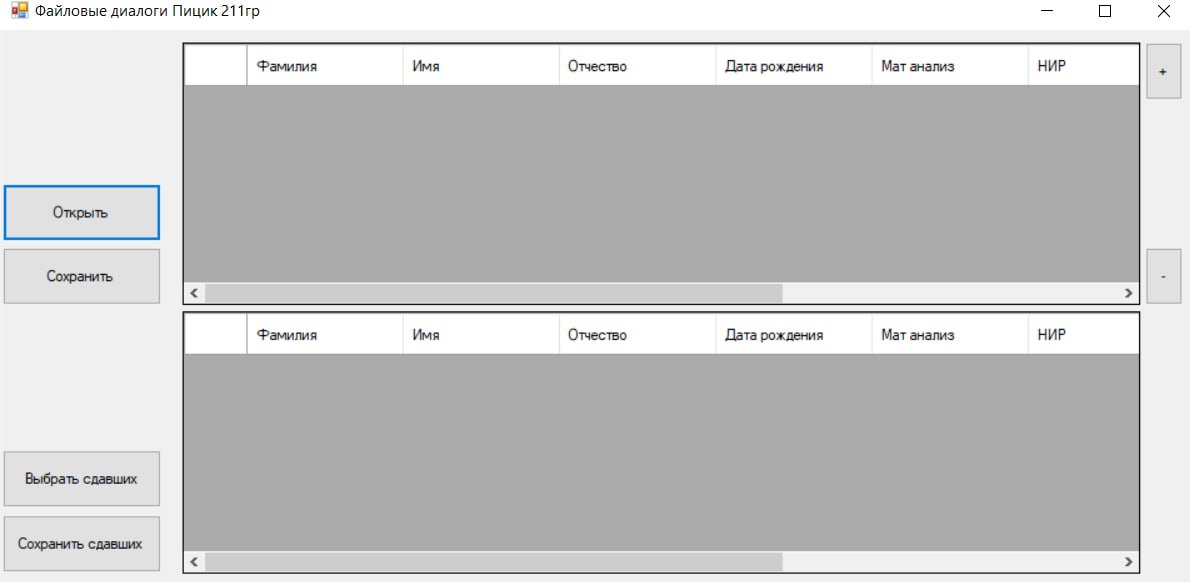 Файловые диалоги Пицик 211гр
Фамилия Имя Отчество Дата рождения Мат анализ НИР
+
Открыть
Сохранить
-
Фамилия Имя Отчество Дата рождения Мат анализ НИР
Выбрать сдавших
Сохранить сдавших